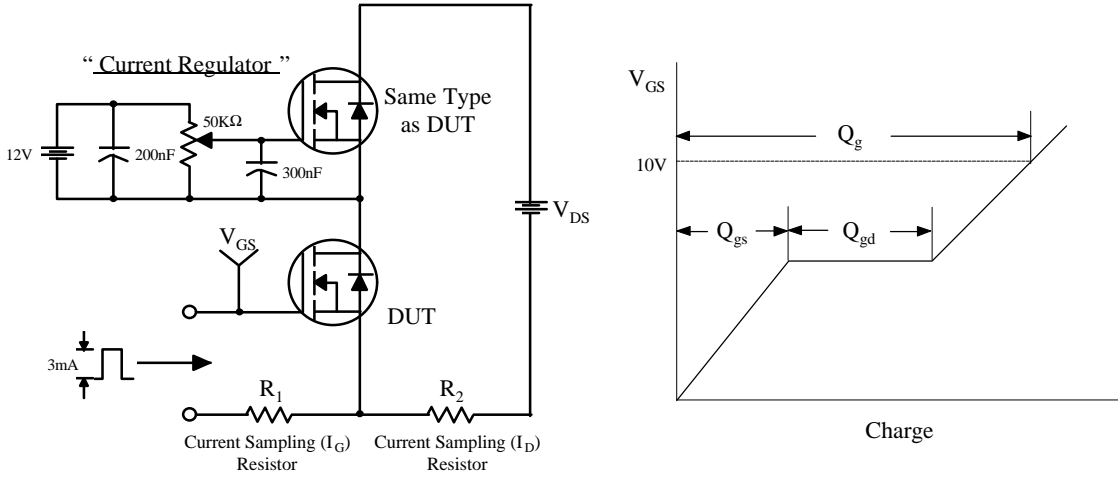 “ Current Regulator ”
Same Type
as DUT
50KΩ
12V
200nF
300nF
V_GS
V_DS
DUT
3mA
R_1
R_2
Current Sampling (I_G)
Resistor
Current Sampling (I_D)
Resistor
V_GS
Q_g
10V
Q_gs
Q_gd
Charge